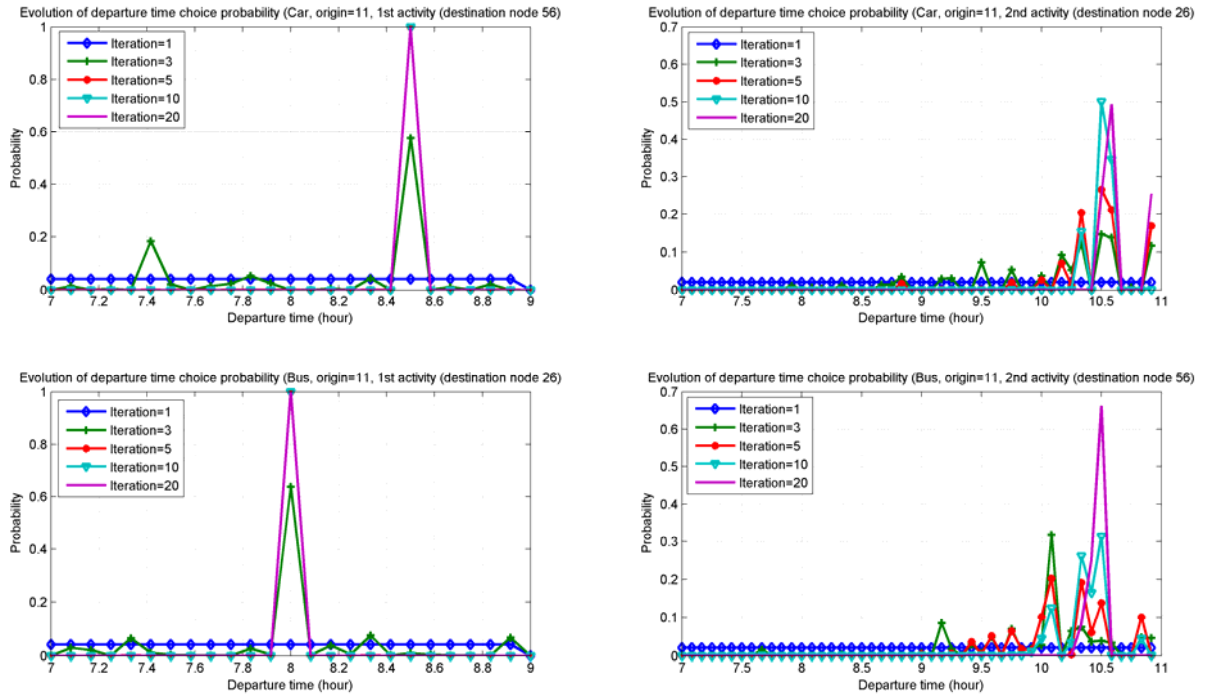 Evolution of departure time choice probability (Car, origin=11, 1st activity (destination node 56)
1
0.8
0.6
0.4
0.2
0
Probability
Iteration=1
Iteration=3
Iteration=5
Iteration=10
Iteration=20
7 7.2 7.4 7.6 7.8 8 8.2 8.4 8.6 8.8 9
Departure time (hour)
Evolution of departure time choice probability (Car, origin=11, 2nd activity (destination node 26)
0.7
0.6
0.5
0.4
0.3
0.2
0.1
0
Probability
Iteration=1
Iteration=3
Iteration=5
Iteration=10
Iteration=20
7 7.5 8 8.5 9 9.5 10 10.5 11
Departure time (hour)
Evolution of departure time choice probability (Bus, origin=11, 1st activity (destination node 26)
1
0.8
0.6
0.4
0.2
0
Probability
Iteration=1
Iteration=3
Iteration=5
Iteration=10
Iteration=20
7 7.2 7.4 7.6 7.8 8 8.2 8.4 8.6 8.8 9
Departure time (hour)
Evolution of departure time choice probability (Bus, origin=11, 2nd activity (destination node 56)
0.7
0.6
0.5
0.4
0.3
0.2
0.1
0
Probability
Iteration=1
Iteration=3
Iteration=5
Iteration=10
Iteration=20
7 7.5 8 8.5 9 9.5 10 10.5 11
Departure time (hour)